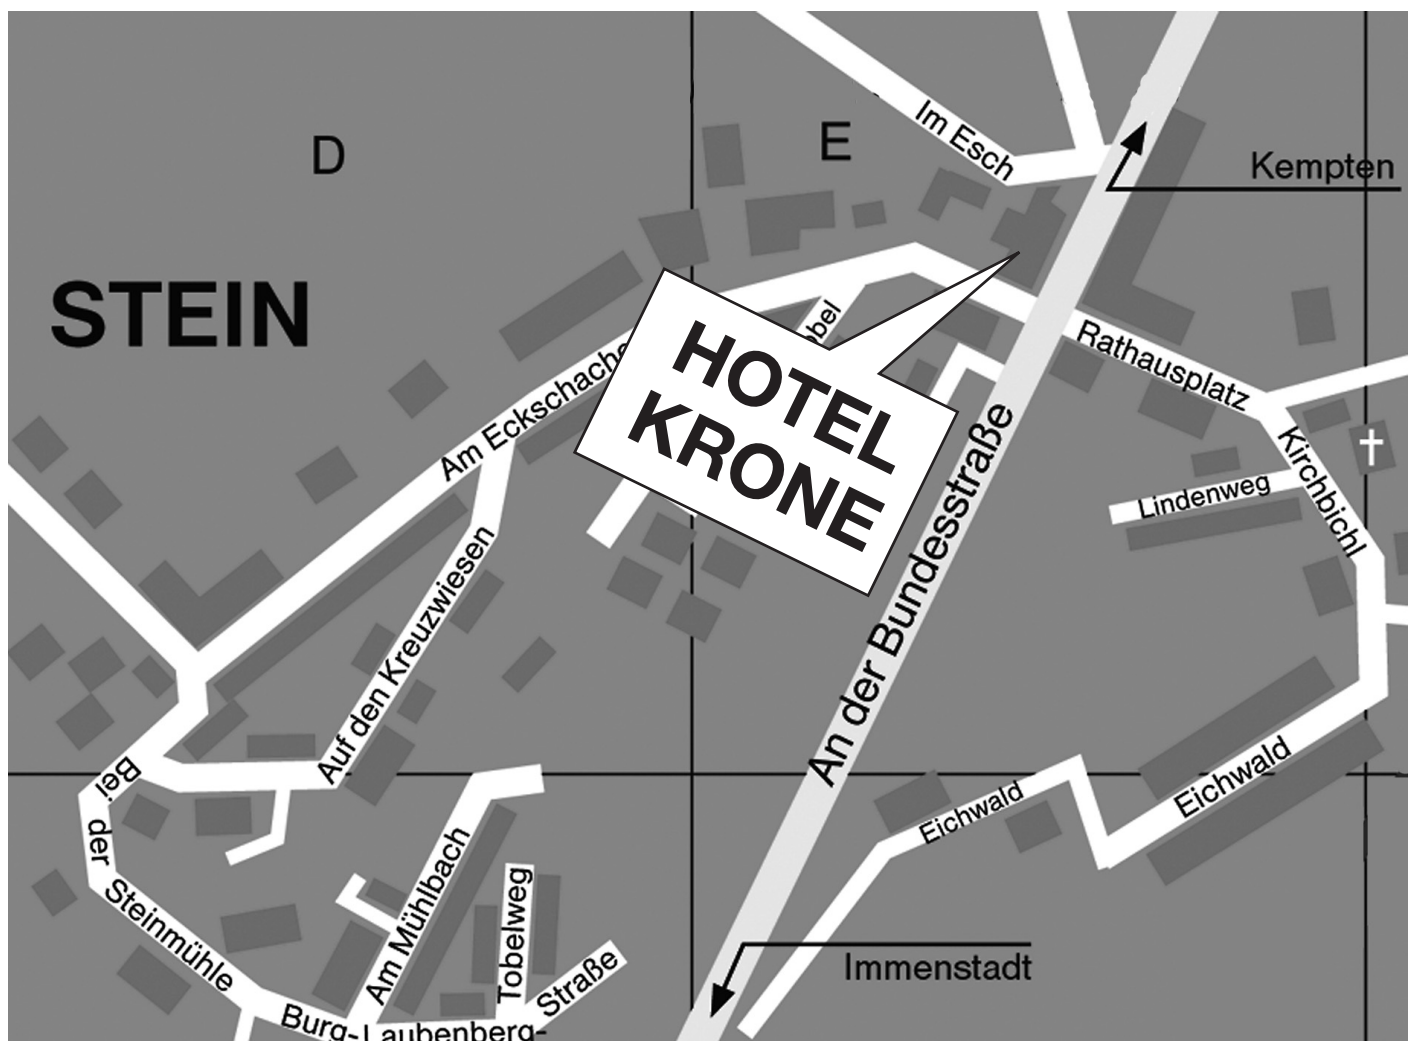 D
E
Im Esch
Kempten
STEIN
HOTEL
KRONE
Rathausplatz
Am Eckschache
Kirchbichl
Lindenweg
An der Bundesstraße
Auf den Kreuzwiesen
Bei
der
Steinmühle
Eichwald
Eichwald
Am Mühlbach
Tobelweg
Straße
Immenstadt
Burg-Laubenberg-